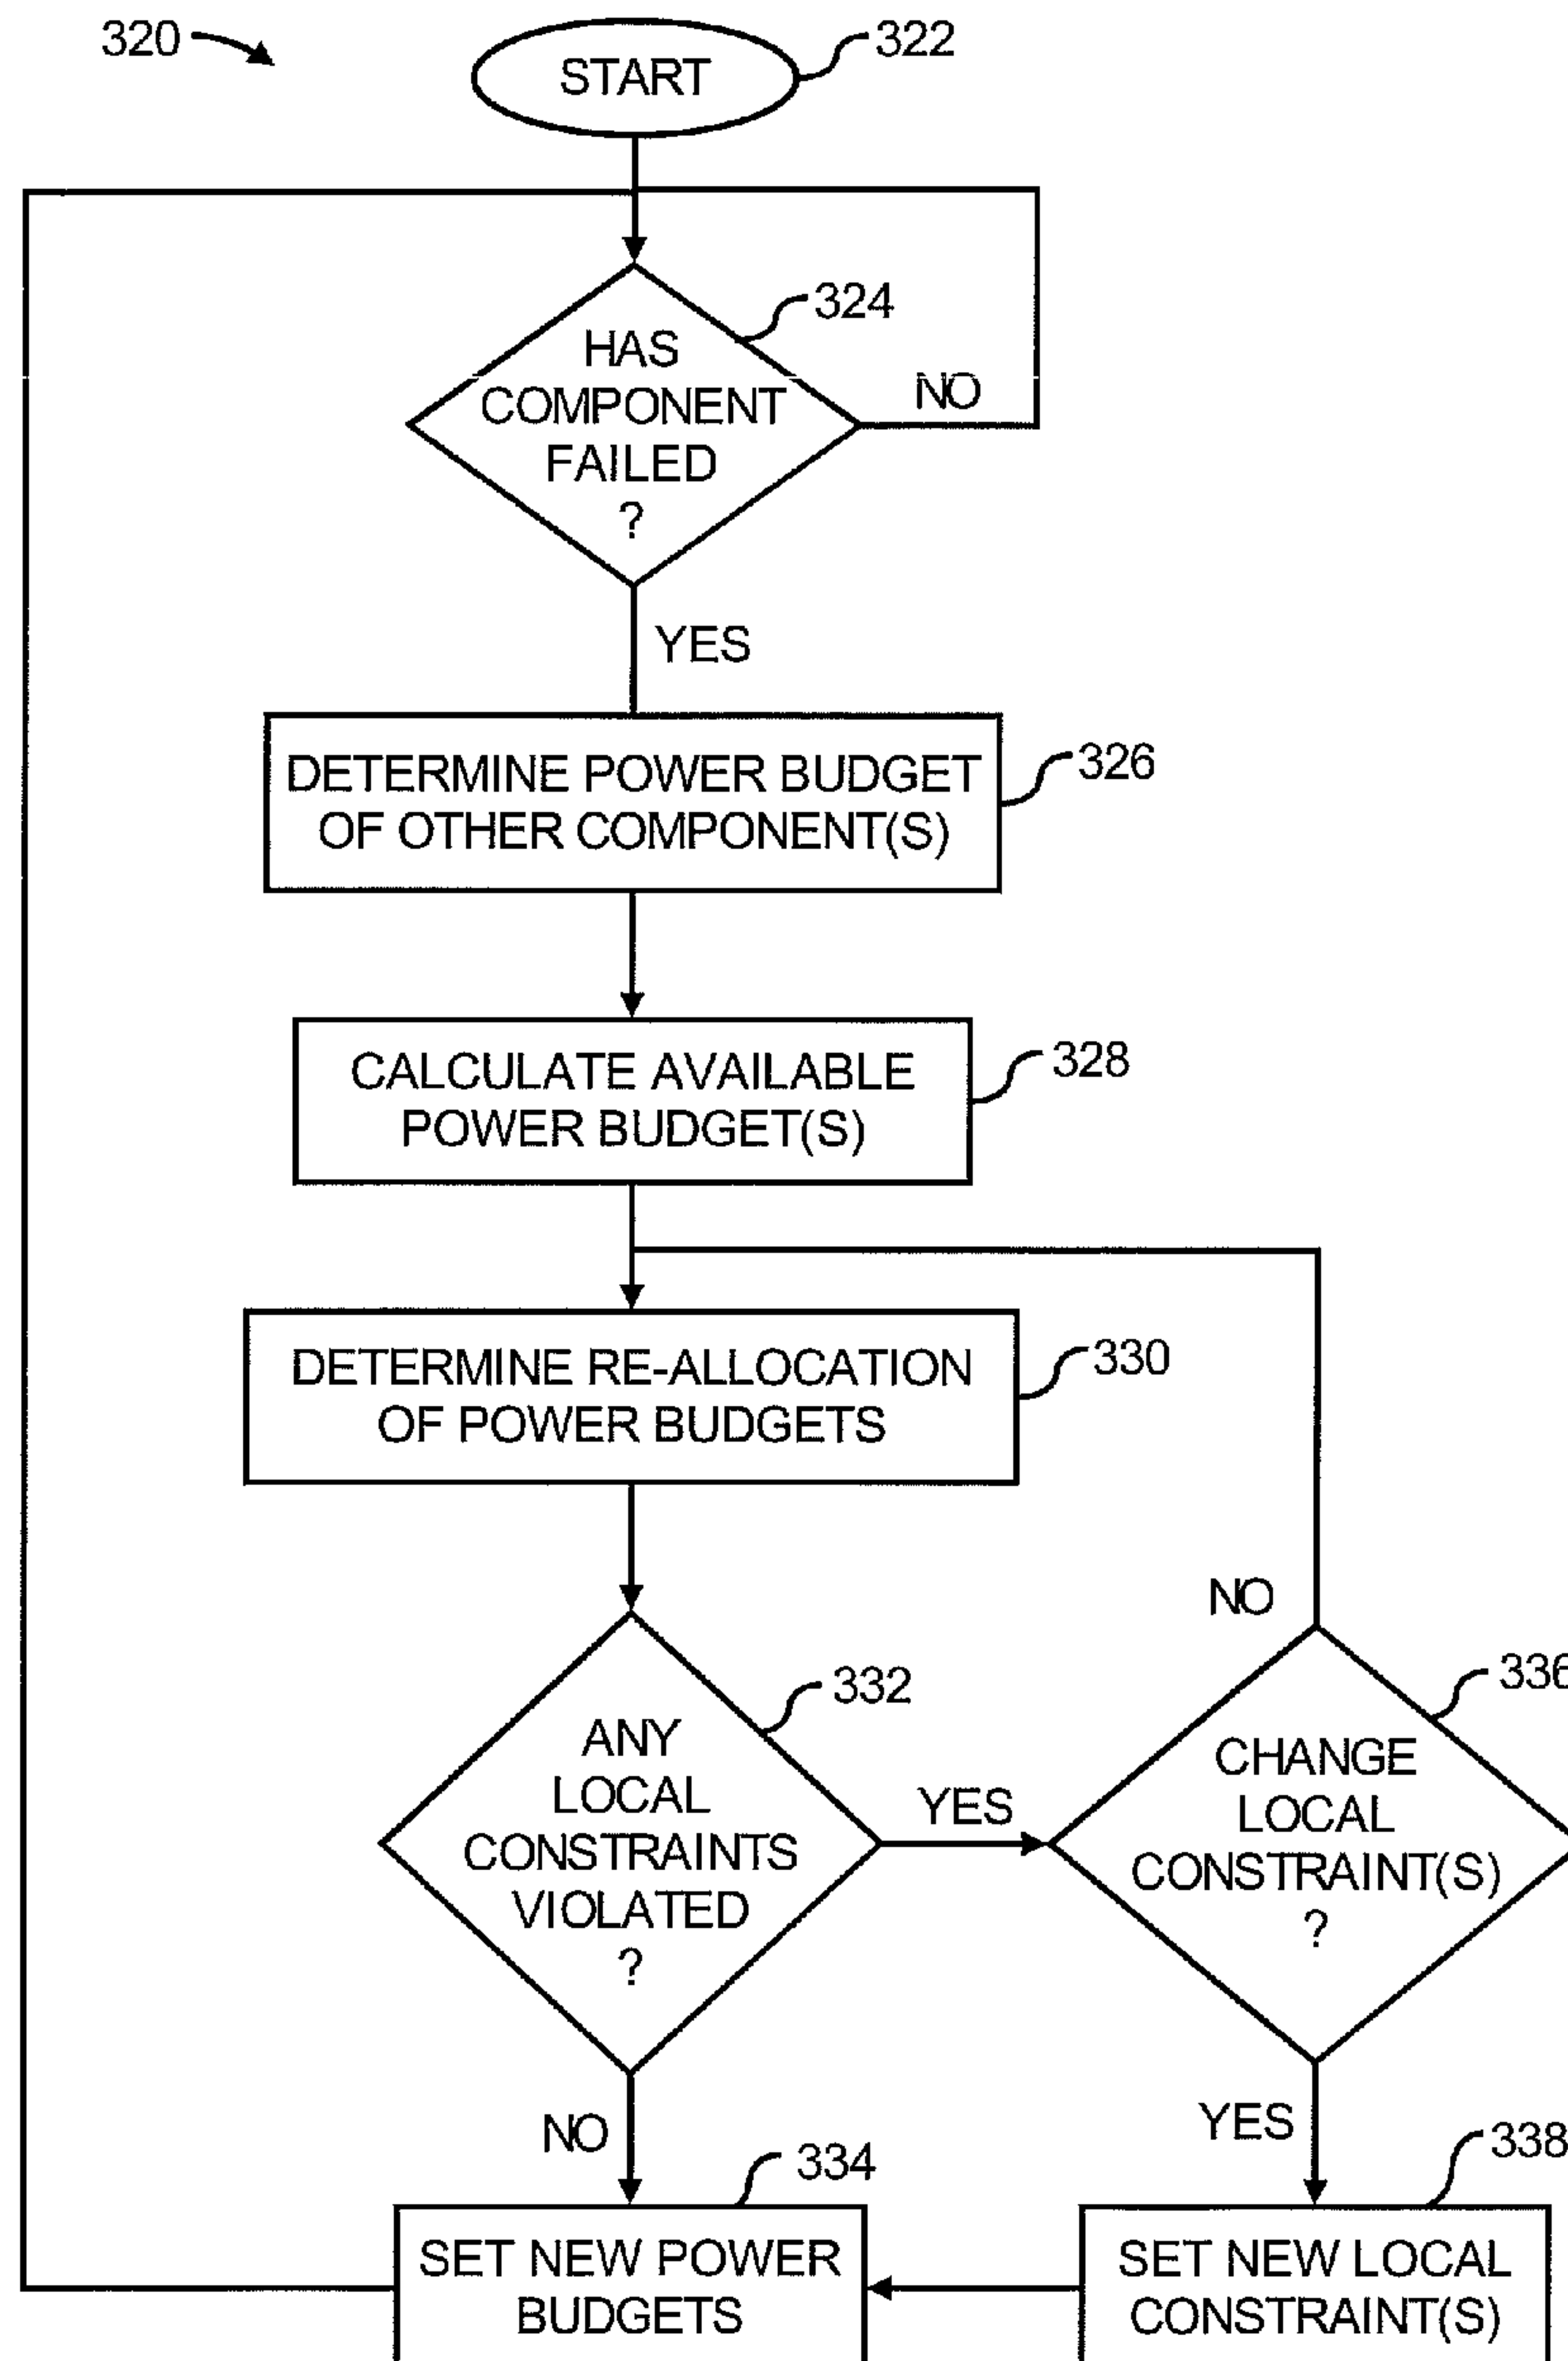 320
START
322
HAS
COMPONENT
FAILED
?
324
NO
YES
DETERMINE POWER BUDGET
OF OTHER COMPONENT(S)
326
CALCULATE AVAILABLE
POWER BUDGET(S)
328
DETERMINE RE-ALLOCATION
OF POWER BUDGETS
330
ANY
LOCAL
CONSTRAINTS
VIOLATED
?
332
YES
NO
CHANGE
LOCAL
CONSTRAINT(S)
?
336
NO
YES
SET NEW POWER
BUDGETS
334
SET NEW LOCAL
CONSTRAINT(S)
338